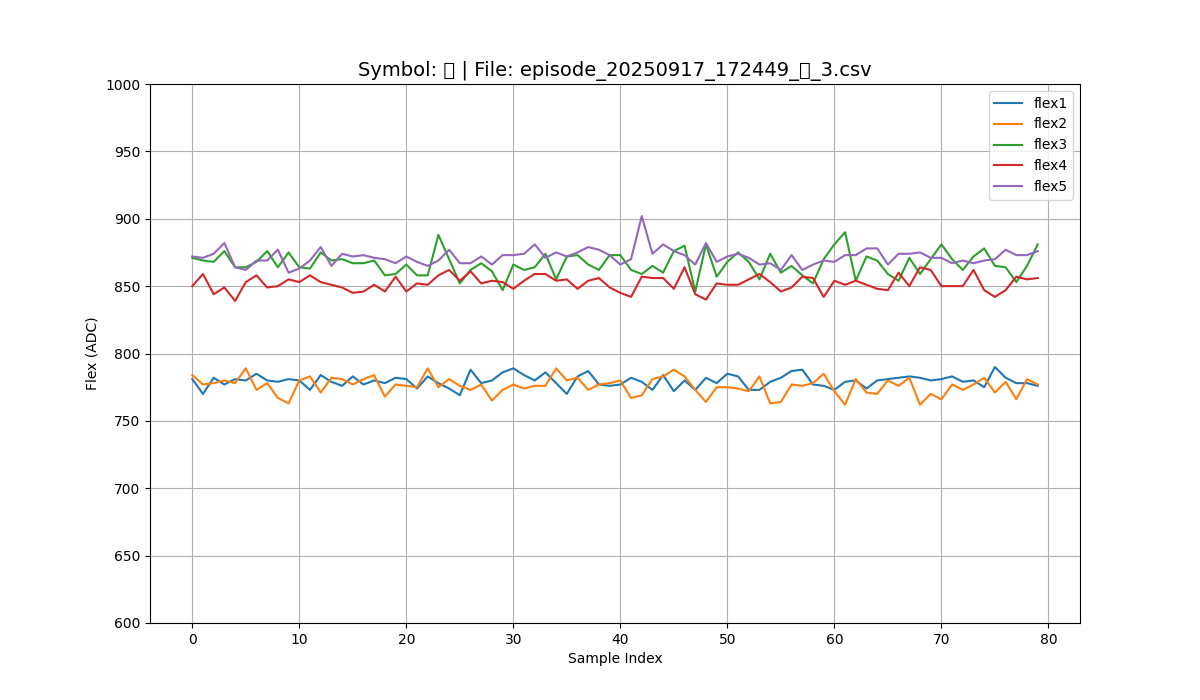 Symbol: ▯ | File: episode_20250917_172449_▯_3.csv
1000
950
900
850
800
750
700
650
600
Flex (ADC)
0 10 20 30 40 50 60 70 80
Sample Index
flex1
flex2
flex3
flex4
flex5